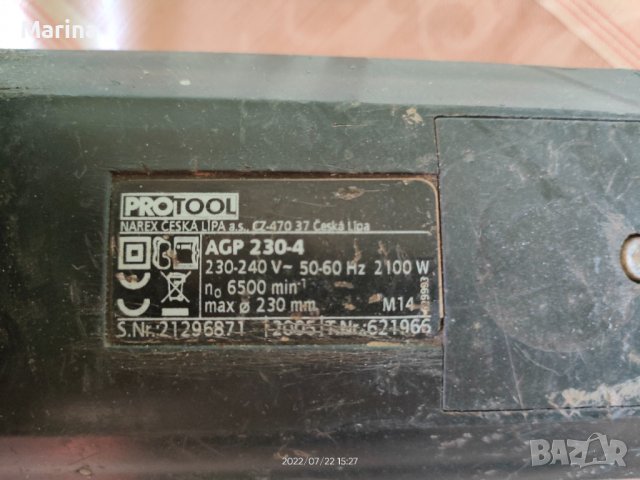 Marina
PROTOOL
NAREX ČESKÁ LÍPA a.s., CZ-470 37 Česká Lípa
AGP 230-4
230-240 V~ 50-60 Hz 2100 W
n₀ 6500 min⁻¹
max ⌀ 230 mm M14
S.Nr.:21296871 |2005| T.Nr.:621966
2022/07/22 15:27
BAZAR